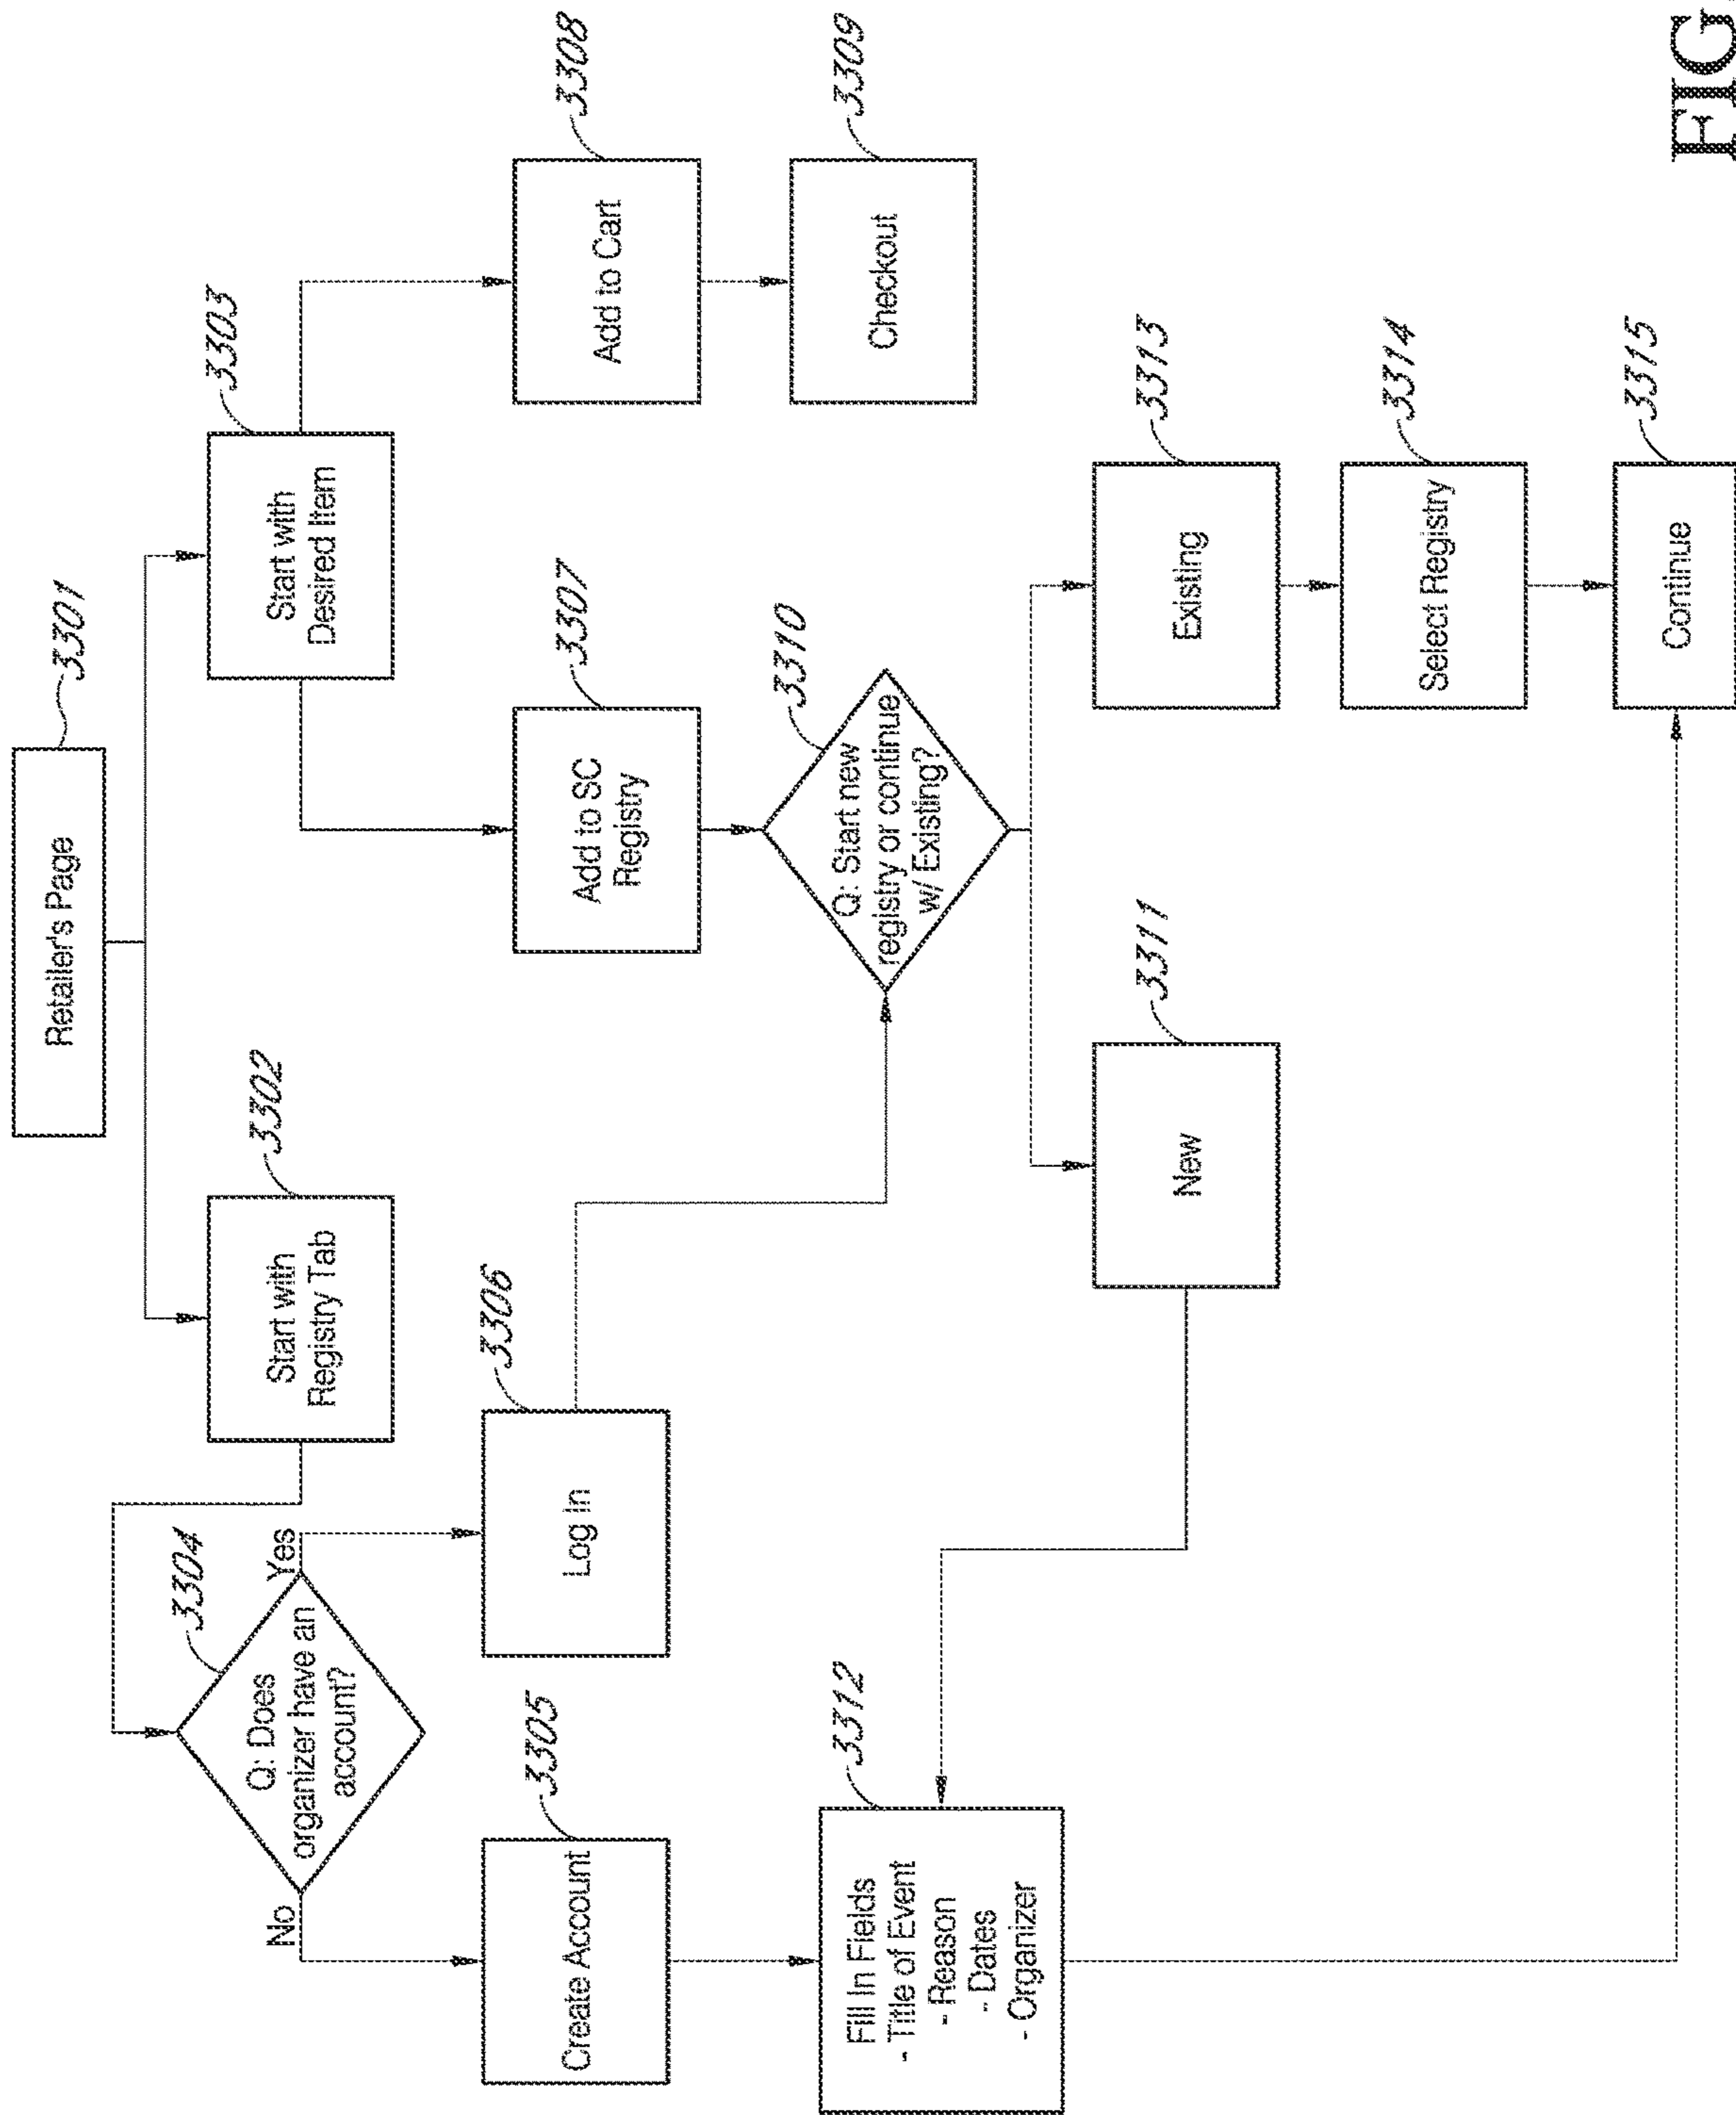 Retailer's Page
3301
Start with
Registry Tab
3302
Start with
Desired Item
3303
Q: Does
organizer have an
account?
3304
No
Yes
Create Account
3305
Log In
3306
Add to SC
Registry
3307
Add to Cart
3308
Checkout
3309
Q: Start new
registry or continue
w/ Existing?
3310
New
3311
Fill In Fields
- Title of Event
- Reason
- Dates
- Organizer
3312
Existing
3313
Select Registry
3314
Continue
3315
FIG.